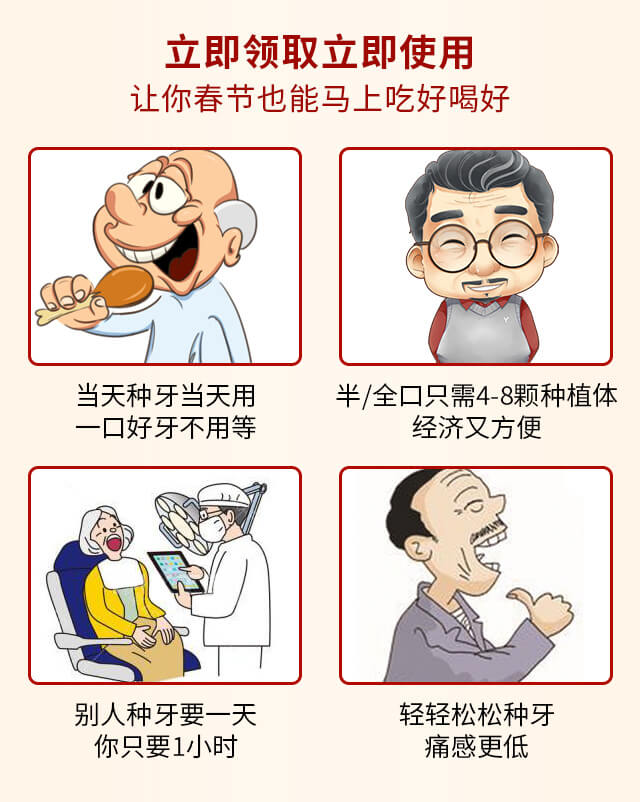 立即领取立即使用
让你春节也能马上吃好喝好
当天种牙当天用
一口好牙不用等
半/全口只需4-8颗种植体
经济又方便
别人种牙要一天
你只要1小时
轻轻松松种牙
痛感更低